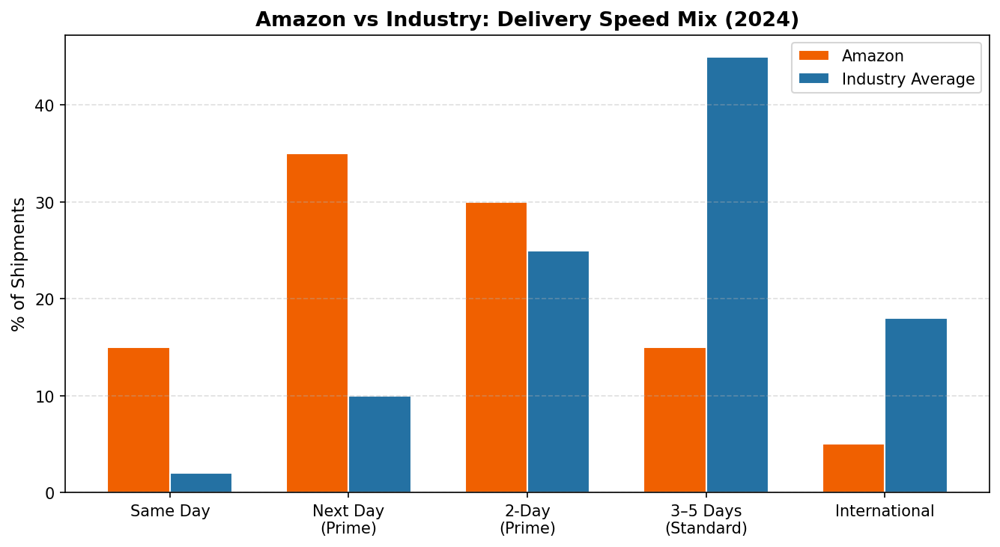 Amazon vs Industry: Delivery Speed Mix (2024)
Amazon
Industry Average
% of Shipments
40
30
20
10
0
Same Day
Next Day
(Prime)
2-Day
(Prime)
3–5 Days
(Standard)
International